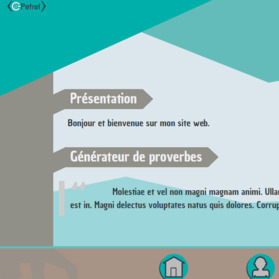 Petrel
Présentation
Bonjour et bienvenue sur mon site web.
Générateur de proverbes
Molestiae et vel non magni magnam animi. Ulla
est in. Magni delectus voluptates natus quis dolores. Corrup